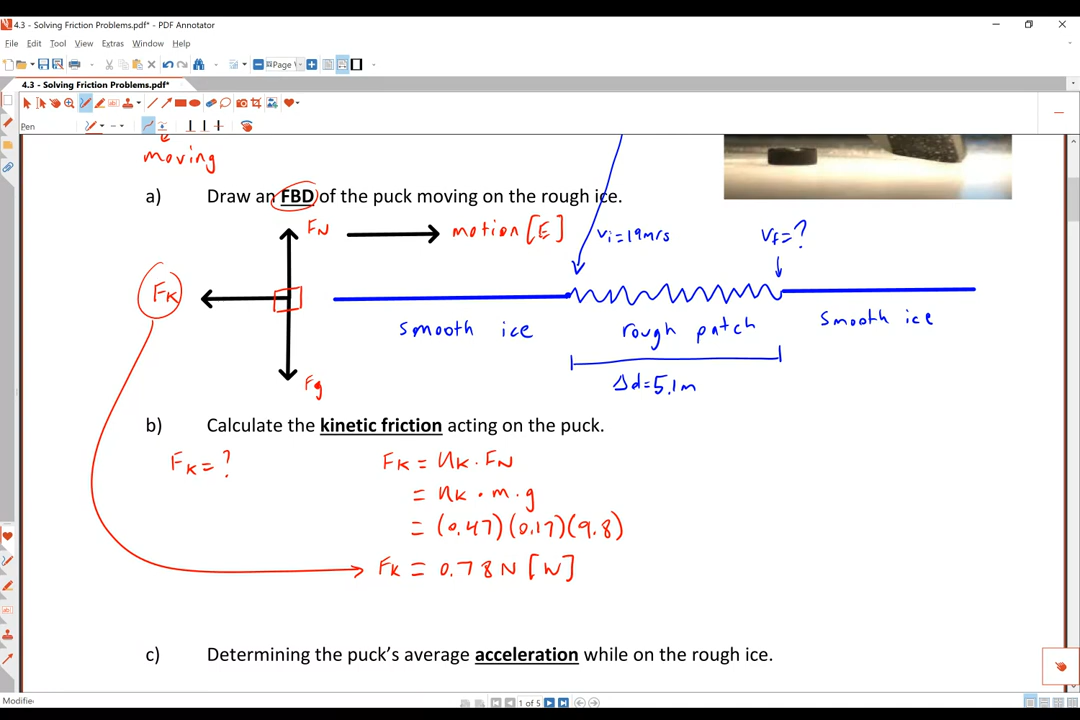 4.3 - Solving Friction Problems.pdf* - PDF Annotator
File Edit Tool View Extras Window Help
Page
4.3 - Solving Friction Problems.pdf*
Pen
moving
a) Draw an FBD of the puck moving on the rough ice.
FN
motion [E]
vi=19m/s
vf=?
FK
smooth ice
rough patch
smooth ice
Fg
Δd=5.1m
b) Calculate the kinetic friction acting on the puck.
FK=?
FK = μK · FN
= μK · m · g
= (0.47)(0.17)(9.8)
FK = 0.78 N [W]
c) Determining the puck’s average acceleration while on the rough ice.
Modified
1 of 5